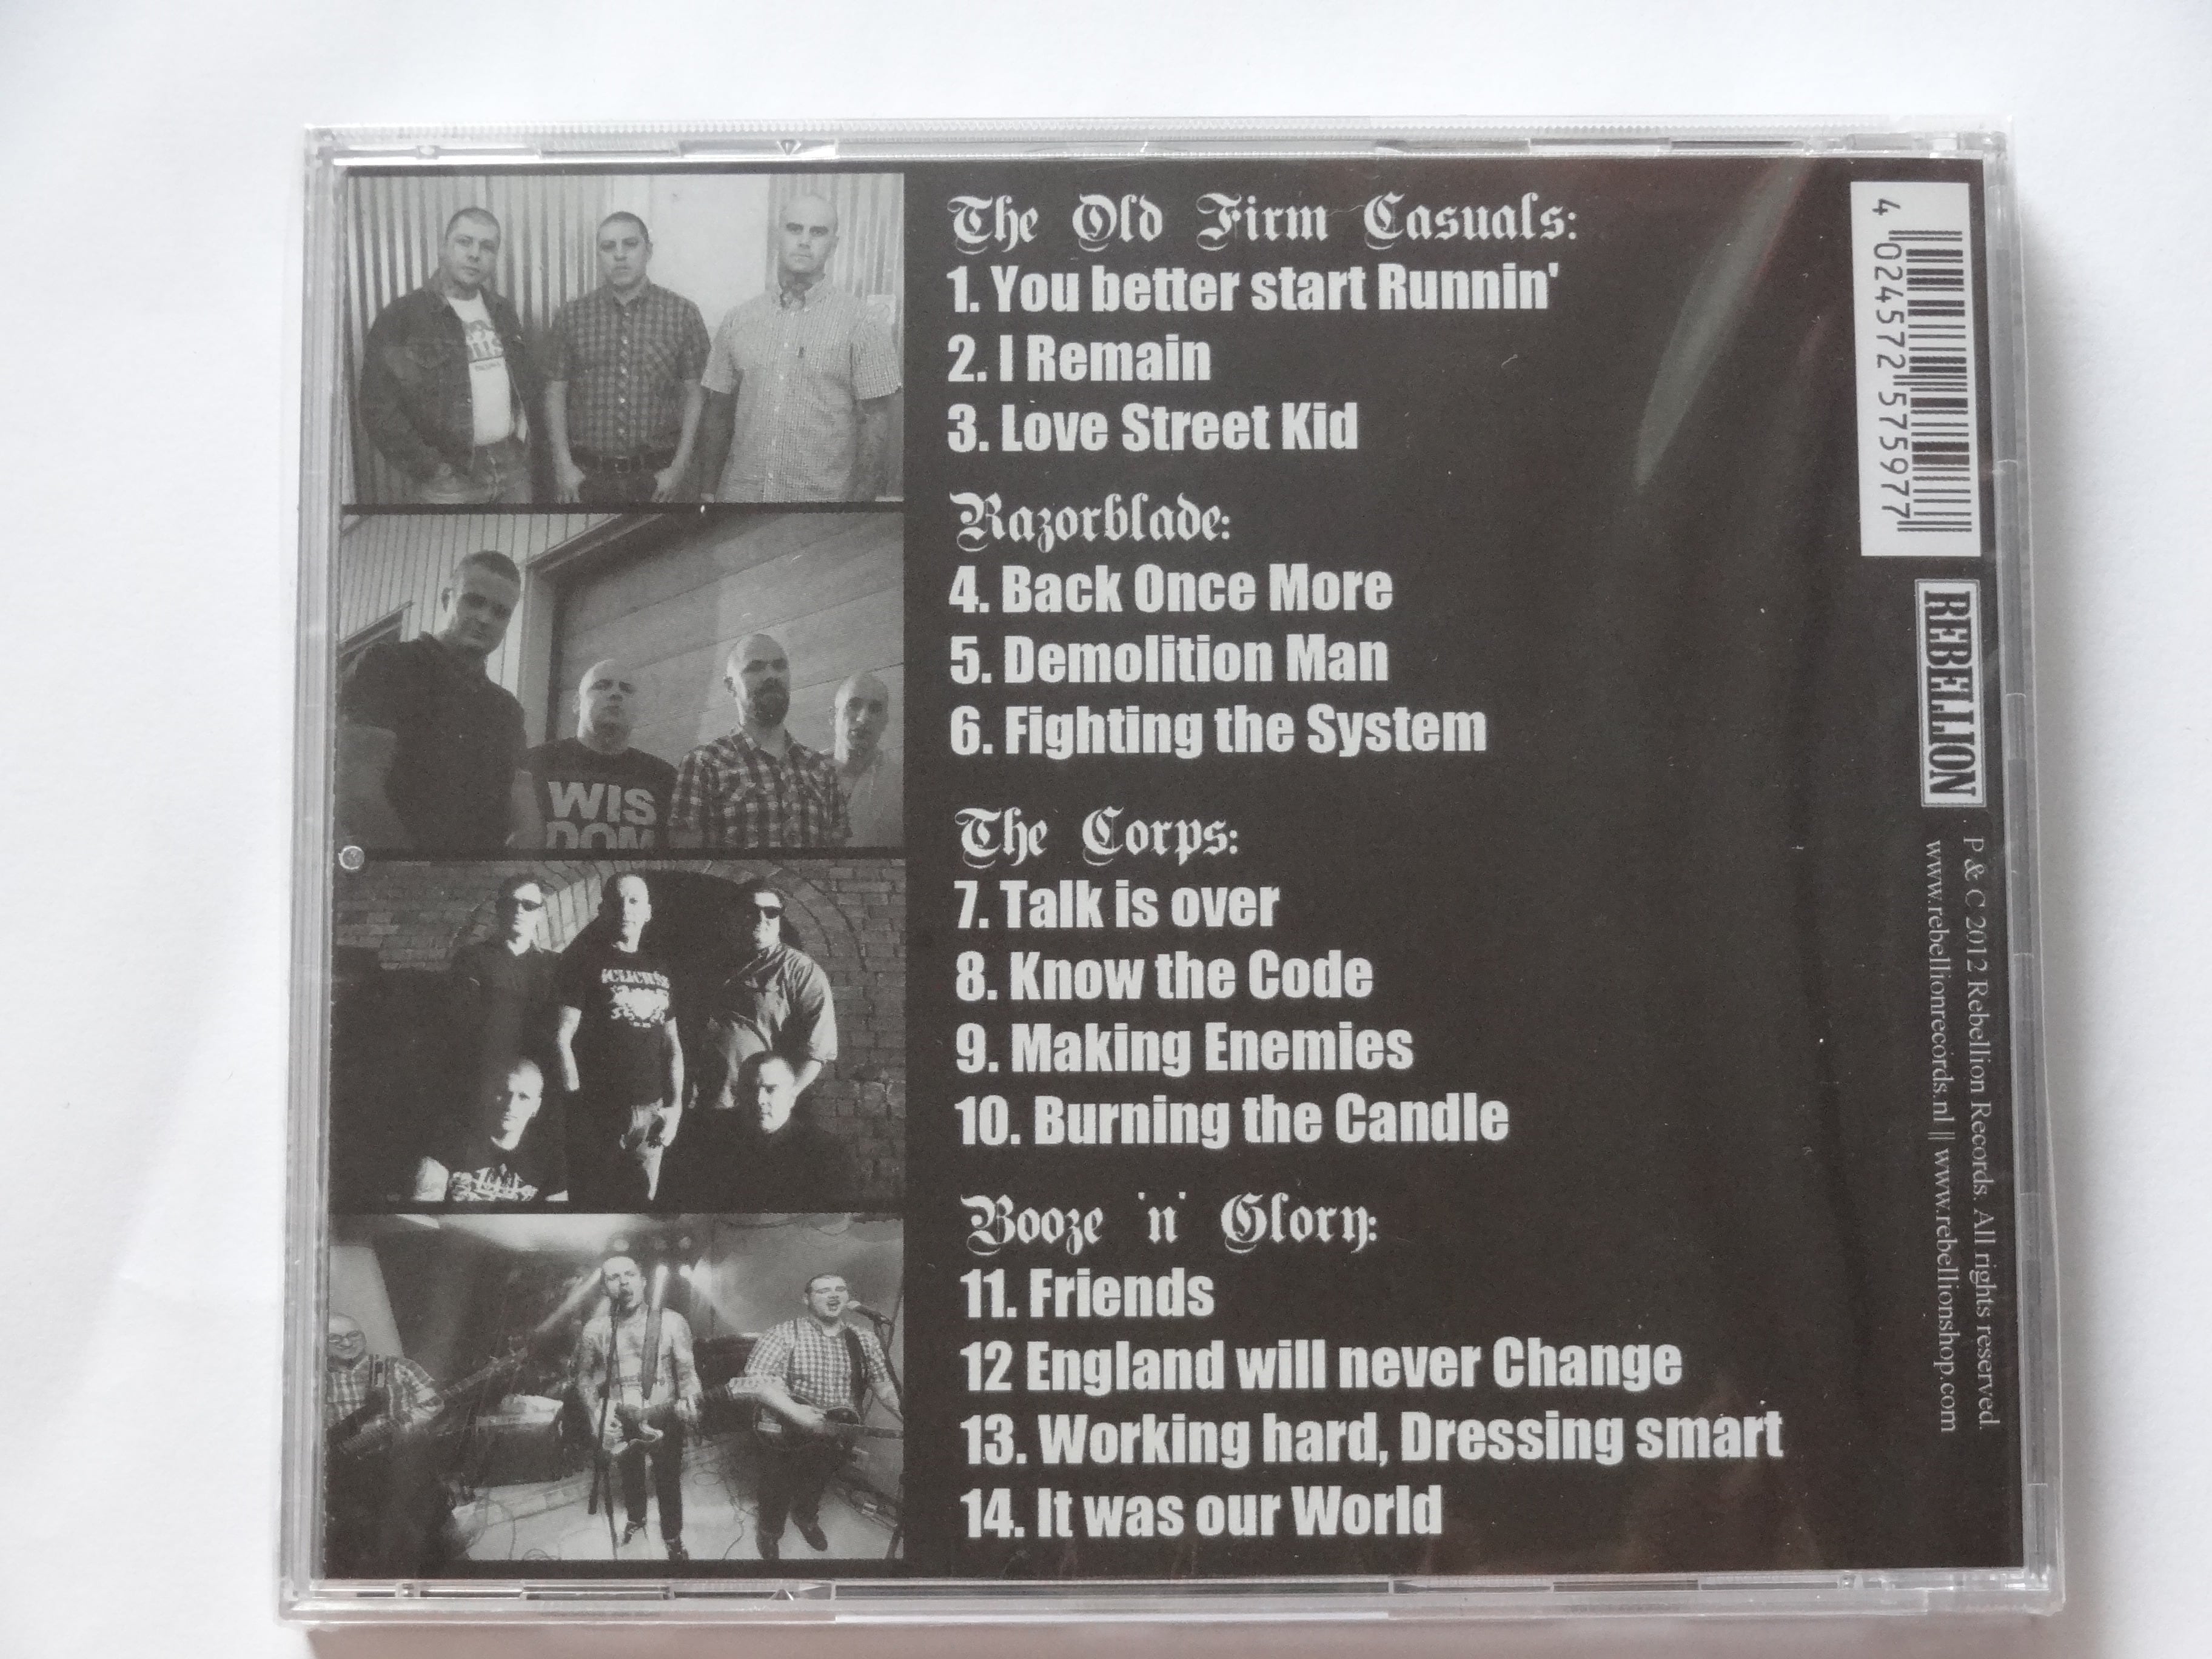 The Old Firm Casuals:
1. You better start Runnin'
2. I Remain
3. Love Street Kid
Razorblade:
4. Back Once More
5. Demolition Man
6. Fighting the System
The Corps:
7. Talk is over
8. Know the Code
9. Making Enemies
10. Burning the Candle
Booze 'n' Glory:
11. Friends
12 England will never Change
13. Working hard, Dressing smart
14. It was our World
4 024572 575977
REBELLION
P & C 2012 Rebellion Records. All rights reserved.
www.rebellionrecords.nl || www.rebellionshop.com
WIS
DOM